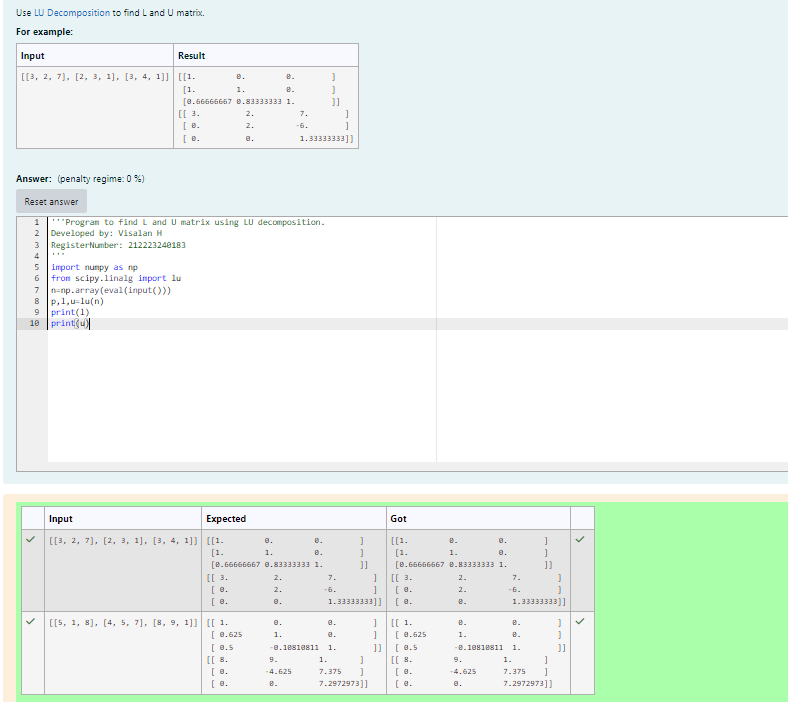 Use LU Decomposition to find L and U matrix.
For example:
Input Result
[[3, 2, 7], [2, 3, 1], [3, 4, 1]] [[1. 0. 0. ]
[1. 1. 0. ]
[0.66666667 0.83333333 1. ]]
[[ 3. 2. 7. ]
[ 0. 2. -6. ]
[ 0. 0. 1.33333333]]
Answer: (penalty regime: 0 %)
Reset answer
1 '''Program to find L and U matrix using LU decomposition.
2 Developed by: Visalan H
3 RegisterNumber: 212223240183
4 '''
5 import numpy as np
6 from scipy.linalg import lu
7 n=np.array(eval(input()))
8 p,l,u=lu(n)
9 print(l)
10 print(u)
Input Expected Got
[[3, 2, 7], [2, 3, 1], [3, 4, 1]] [[1. 0. 0. ] [[1. 0. 0. ]
[1. 1. 0. ] [1. 1. 0. ]
[0.66666667 0.83333333 1. ]] [0.66666667 0.83333333 1. ]]
[[ 3. 2. 7. ] [[ 3. 2. 7. ]
[ 0. 2. -6. ] [ 0. 2. -6. ]
[ 0. 0. 1.33333333]] [ 0. 0. 1.33333333]]
[[5, 1, 8], [4, 5, 7], [8, 9, 1]] [[ 1. 0. 0. ] [[ 1. 0. 0. ]
[ 0.625 1. 0. ] [ 0.625 1. 0. ]
[ 0.5 -0.10810811 1. ]] [ 0.5 -0.10810811 1. ]]
[[ 8. 9. 1. ] [[ 8. 9. 1. ]
[ 0. -4.625 7.375 ] [ 0. -4.625 7.375 ]
[ 0. 0. 7.2972973]] [ 0. 0. 7.2972973]]